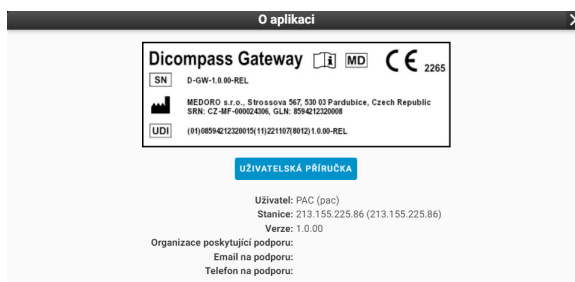 O aplikaci
Dicompass Gateway MD CE 2265
SN D-GW-1.0.00-REL
MEDORO s.r.o., Strossova 567, 530 03 Pardubice, Czech Republic
SRN: CZ-MF-000024306, GLN: 8594212320008
UDI (01)08594212320015(11)221107(8012)1.0.00-REL
UŽIVATELSKÁ PŘÍRUČKA
Uživatel: PAC (pac)
Stanice: 213.155.225.86 (213.155.225.86)
Verze: 1.0.00
Organizace poskytující podporu:
Email na podporu:
Telefon na podporu: